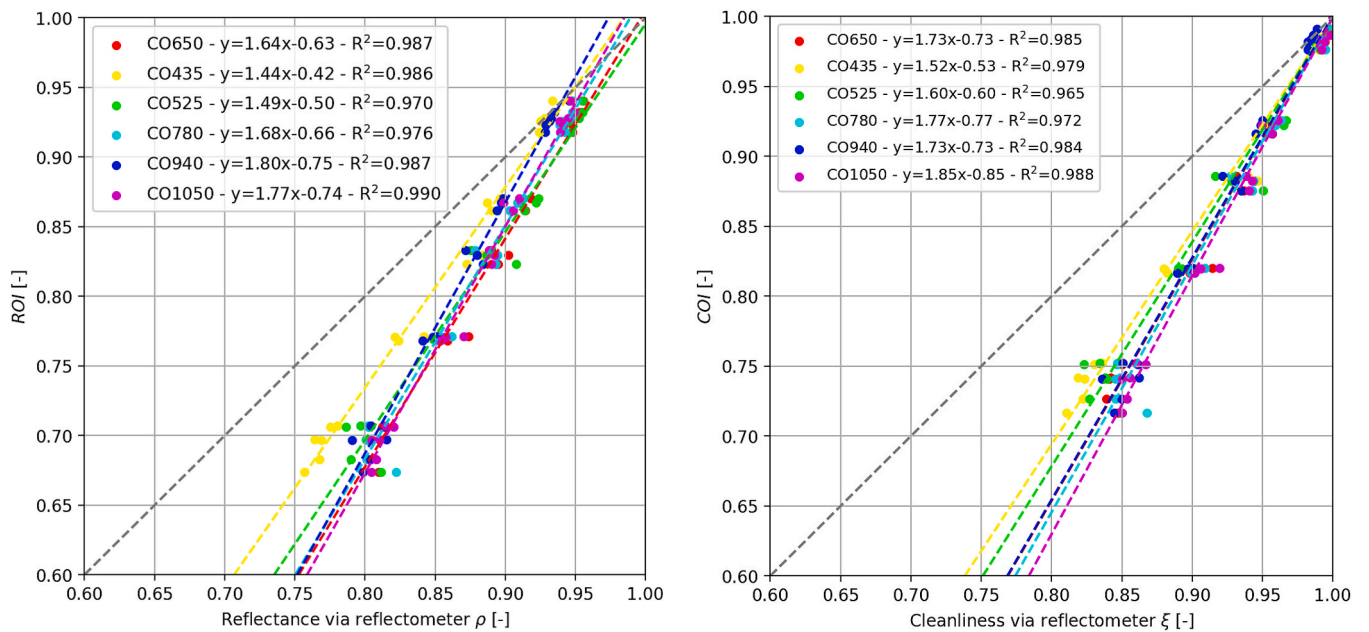 1.00
0.95
0.90
0.85
0.80
0.75
0.70
0.65
0.60
ROI [-]
CO650 - y=1.64x-0.63 - R²=0.987
CO435 - y=1.44x-0.42 - R²=0.986
CO525 - y=1.49x-0.50 - R²=0.970
CO780 - y=1.68x-0.66 - R²=0.976
CO940 - y=1.80x-0.75 - R²=0.987
CO1050 - y=1.77x-0.74 - R²=0.990
0.60 0.65 0.70 0.75 0.80 0.85 0.90 0.95 1.00
Reflectance via reflectometer ρ [-]
1.00
0.95
0.90
0.85
0.80
0.75
0.70
0.65
0.60
COI [-]
CO650 - y=1.73x-0.73 - R²=0.985
CO435 - y=1.52x-0.53 - R²=0.979
CO525 - y=1.60x-0.60 - R²=0.965
CO780 - y=1.77x-0.77 - R²=0.972
CO940 - y=1.73x-0.73 - R²=0.984
CO1050 - y=1.85x-0.85 - R²=0.988
0.60 0.65 0.70 0.75 0.80 0.85 0.90 0.95 1.00
Cleanliness via reflectometer ξ [-]